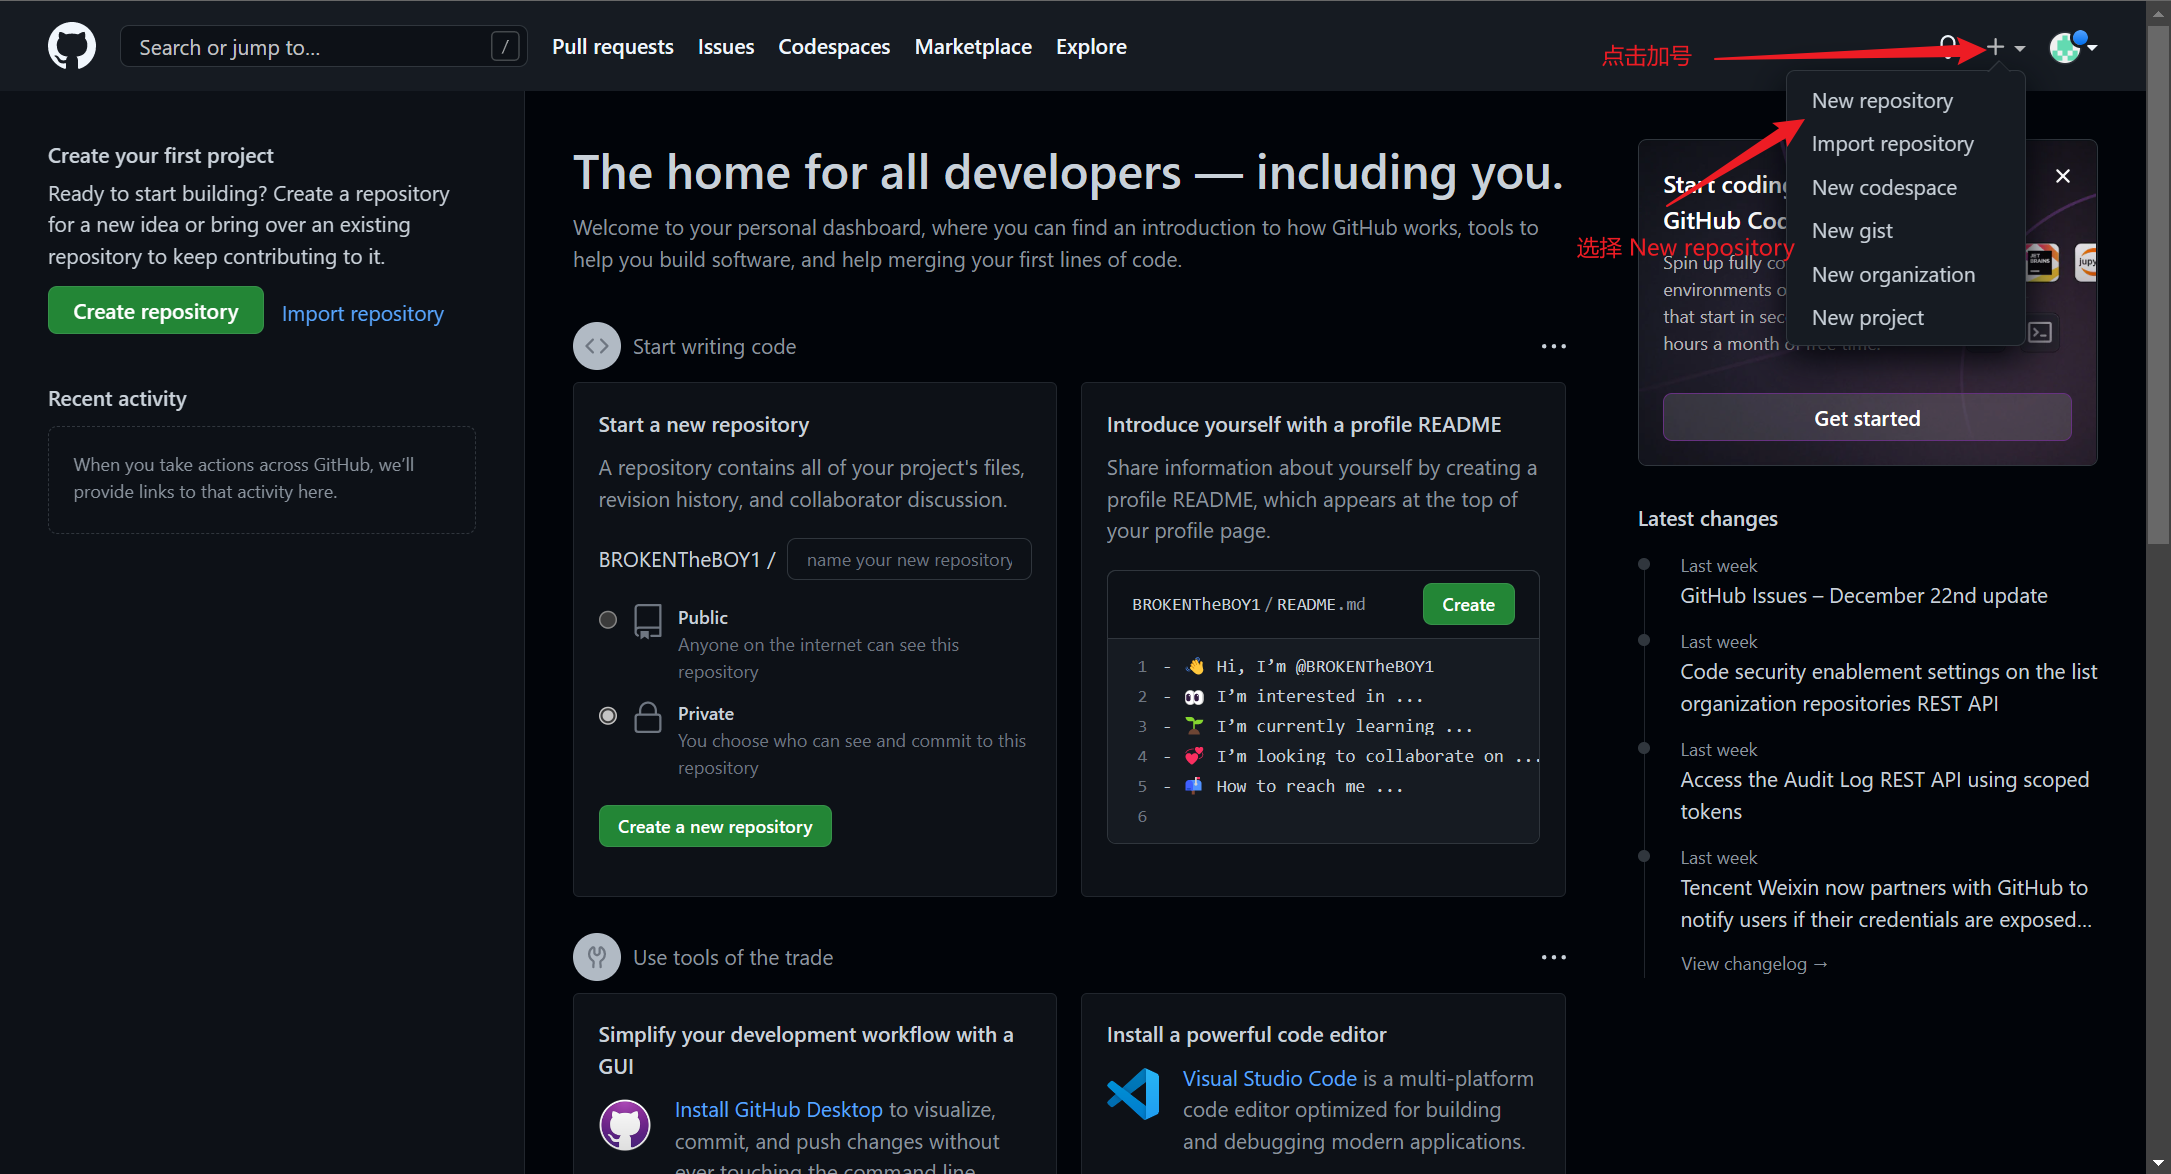 Search or jump to...
/
Pull requests
Issues
Codespaces
Marketplace
Explore
点击加号
New repository
Import repository
New codespace
New gist
New organization
New project
选择 New repository
Create your first project
Ready to start building? Create a repository
for a new idea or bring over an existing
repository to keep contributing to it.
Create repository
Import repository
Recent activity
When you take actions across GitHub, we’ll
provide links to that activity here.
The home for all developers — including you.
Welcome to your personal dashboard, where you can find an introduction to how GitHub works, tools to
help you build software, and help merging your first lines of code.
Start writing code
Start a new repository
A repository contains all of your project's files,
revision history, and collaborator discussion.
BROKENTheBOY1 /
name your new repository
Public
Anyone on the internet can see this
repository
Private
You choose who can see and commit to this
repository
Create a new repository
Introduce yourself with a profile README
Share information about yourself by creating a
profile README, which appears at the top of
your profile page.
BROKENTheBOY1 / README.md
Create
1 - 👋 Hi, I’m @BROKENTheBOY1
2 - 👀 I’m interested in ...
3 - 🌱 I’m currently learning ...
4 - 💞️ I’m looking to collaborate on ...
5 - 📫 How to reach me ...
6
Use tools of the trade
Simplify your development workflow with a
GUI
Install GitHub Desktop to visualize,
commit, and push changes without
ever touching the command line.
Install a powerful code editor
Visual Studio Code is a multi-platform
code editor optimized for building
and debugging modern applications.
Start coding
GitHub Co
Spin up fully co
environments o
that start in sec
hours a month of free time.
JET
BRAINS
jupy
Get started
Latest changes
Last week
GitHub Issues – December 22nd update
Last week
Code security enablement settings on the list
organization repositories REST API
Last week
Access the Audit Log REST API using scoped
tokens
Last week
Tencent Weixin now partners with GitHub to
notify users if their credentials are exposed...
View changelog →